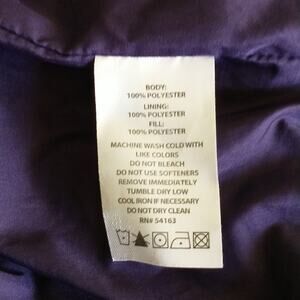 BODY:
100% POLYESTER
LINING:
100% POLYESTER
FILL:
100% POLYESTER
MACHINE WASH COLD WITH
LIKE COLORS
DO NOT BLEACH
DO NOT USE SOFTENERS
REMOVE IMMEDIATELY
TUMBLE DRY LOW
COOL IRON IF NECESSARY
DO NOT DRY CLEAN
RN# 54163